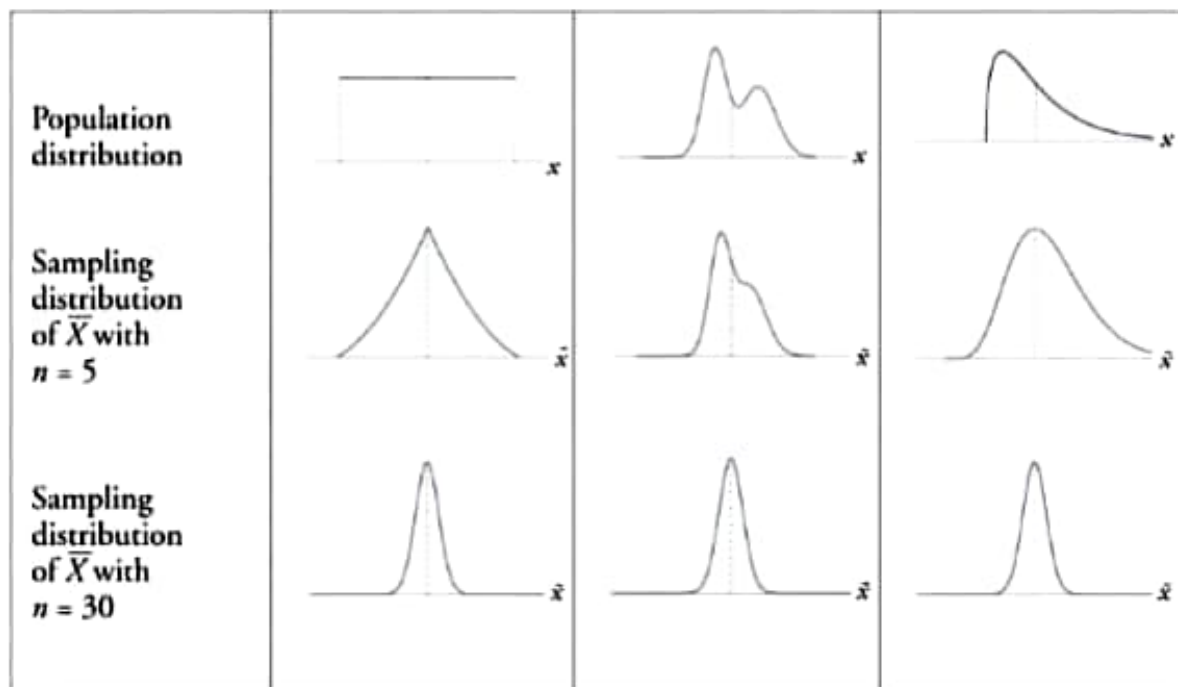 Population
distribution
x
x
x
Sampling
distribution
of X̄ with
n = 5
x̄
x̄
x̄
Sampling
distribution
of X̄ with
n = 30
x̄
x̄
x̄